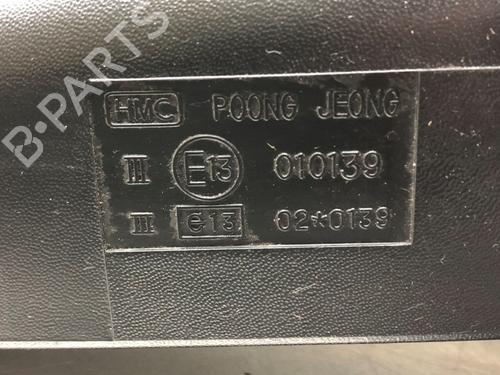 B-PARTS
HMC POONG JEONG
III E13 010139
III e13 02*0139